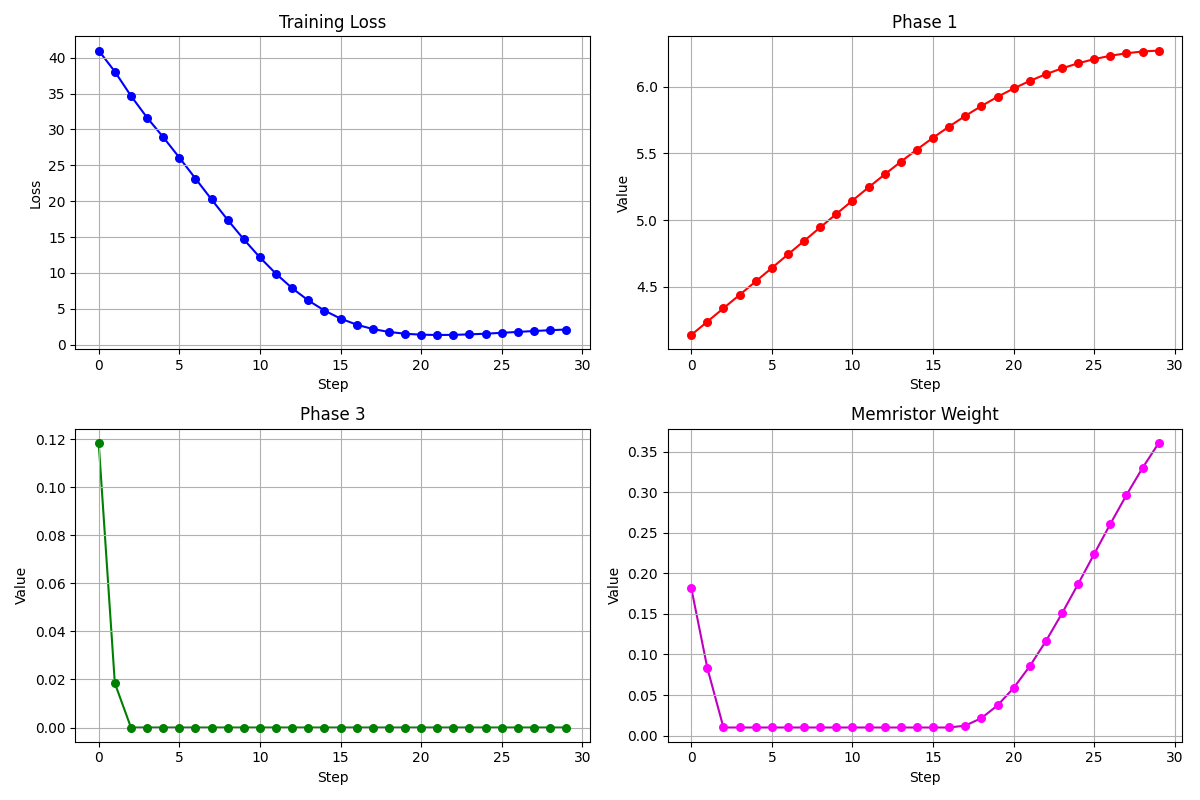 Training Loss
Loss
40
35
30
25
20
15
10
5
0
0 5 10 15 20 25 30
Step
Phase 1
Value
6.0
5.5
5.0
4.5
0 5 10 15 20 25 30
Step
Phase 3
Value
0.12
0.10
0.08
0.06
0.04
0.02
0.00
0 5 10 15 20 25 30
Step
Memristor Weight
Value
0.35
0.30
0.25
0.20
0.15
0.10
0.05
0.00
0 5 10 15 20 25 30
Step